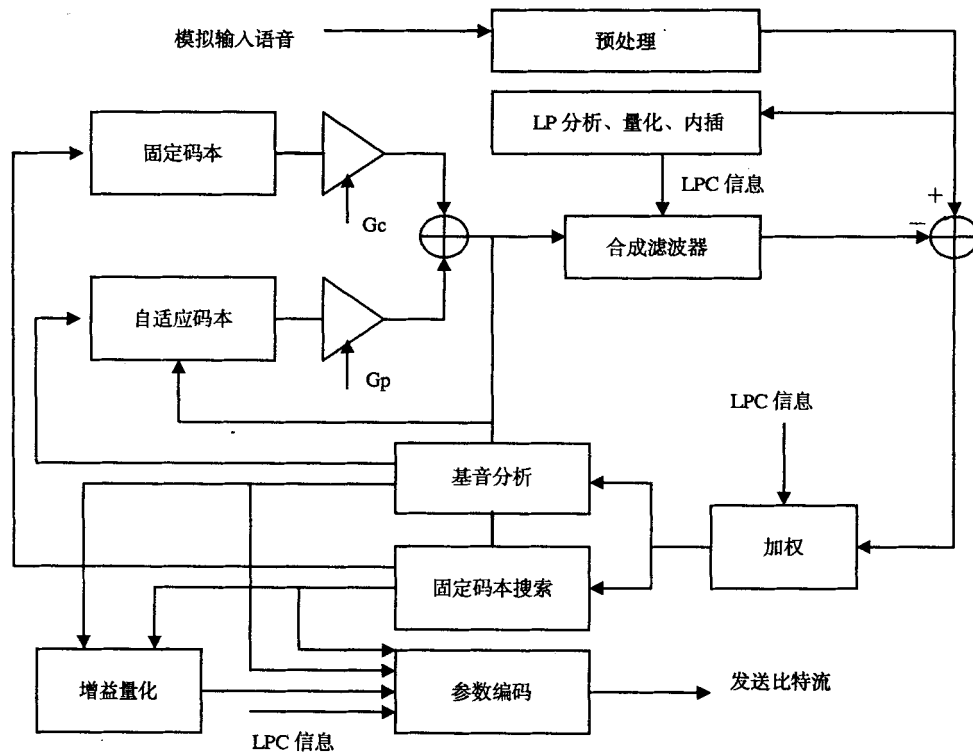 模拟输入语音
预处理
LP 分析、量化、内插
固定码本
LPC 信息
Gc
+
−
合成滤波器
自适应码本
Gp
LPC 信息
基音分析
加权
固定码本搜索
增益量化
参数编码
发送比特流
LPC 信息